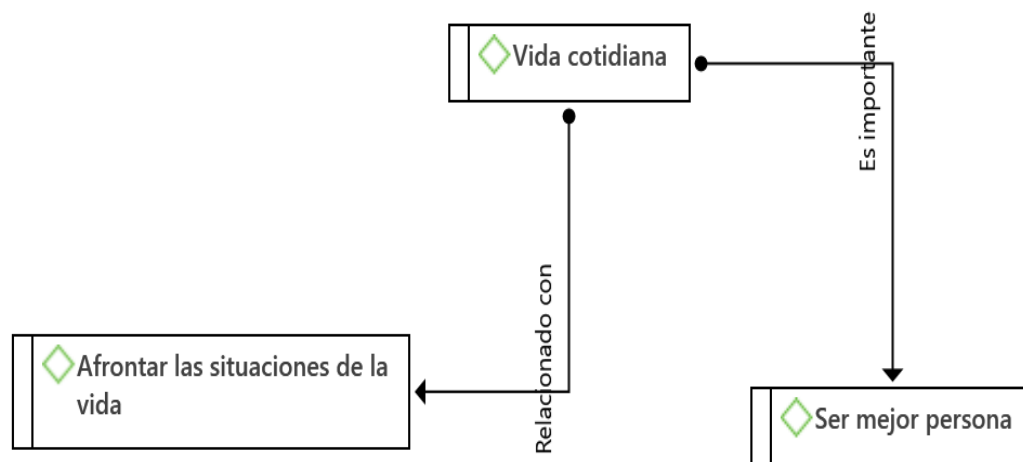 Vida cotidiana
Es importante
Relacionado con
Afrontar las situaciones de la
vida
Ser mejor persona